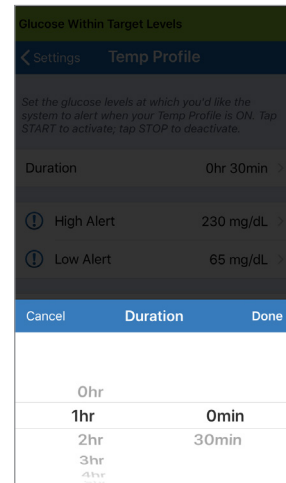 Glucose Within Target Levels
Settings Temp Profile
Set the glucose levels at which you'd like the
system to alert when your Temp Profile is ON. Tap
START to activate; tap STOP to deactivate.
Duration 0hr 30min
High Alert 230 mg/dL
Low Alert 65 mg/dL
Cancel Duration Done
0hr
1hr 0min
2hr 30min
3hr
4hr